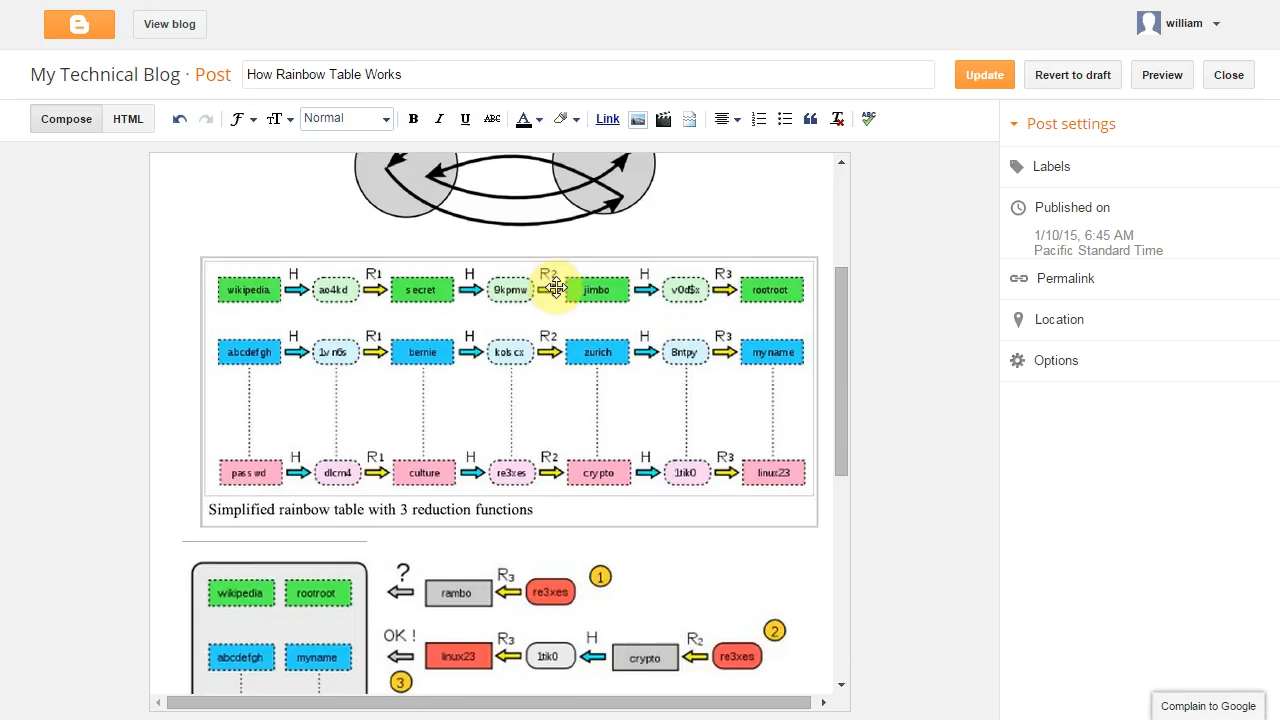 View blog
william
My Technical Blog · Post
How Rainbow Table Works
Update
Revert to draft
Preview
Close
Compose
HTML
Normal
B I U ABC A Link
ABC
Post settings
Labels
Published on
1/10/15, 6:45 AM
Pacific Standard Time
Permalink
Location
Options
H R1 H R2 H R3
wikipedia ao4kd secret 9kpmw jimbo v0d$x rootroot
H R1 H R2 H R3
abcdefgh 1vn6s bernie kolscx zurich 8ntpy myname
H R1 H R2 H R3
passwd dlcm4 culture re3xes crypto 1tik0 linux23
Simplified rainbow table with 3 reduction functions
wikipedia rootroot
? R3 1
rambo re3xes
OK ! R3 H R2 2
abcdefgh myname
linux23 1tik0 crypto re3xes
3
Complain to Google